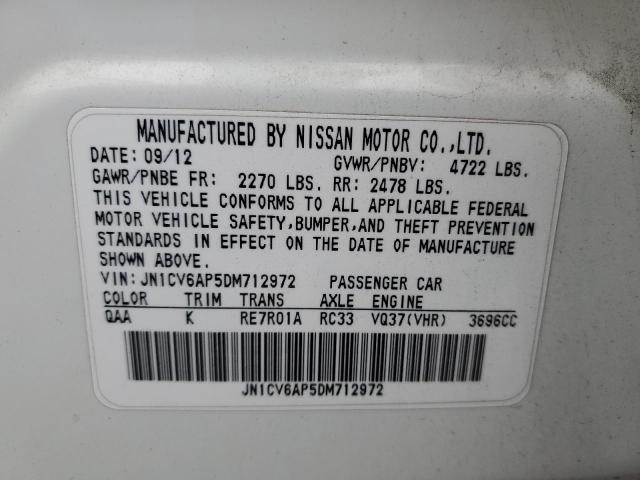 MANUFACTURED BY NISSAN MOTOR CO.,LTD.
DATE: 09/12 GVWR/PNBV: 4722 LBS.
GAWR/PNBE FR: 2270 LBS. RR: 2478 LBS.
THIS VEHICLE CONFORMS TO ALL APPLICABLE FEDERAL
MOTOR VEHICLE SAFETY,BUMPER,AND THEFT PREVENTION
STANDARDS IN EFFECT ON THE DATE OF MANUFACTURE
SHOWN ABOVE.
VIN: JN1CV6AP5DM712972 PASSENGER CAR
COLOR TRIM TRANS AXLE ENGINE
QAA K RE7R01A RC33 VQ37(VHR) 3696CC
JN1CV6AP5DM712972